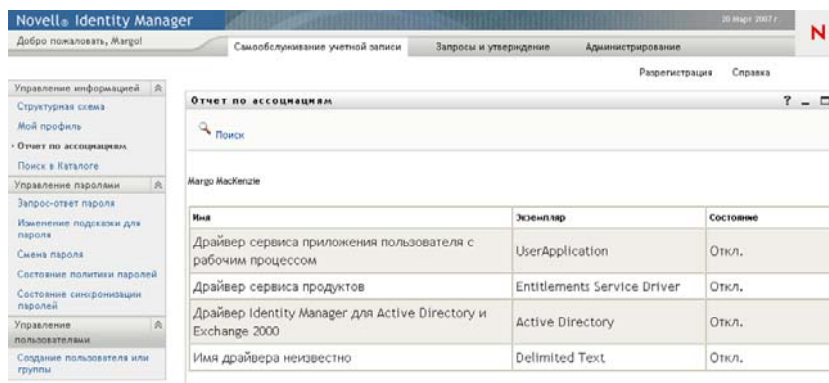 Novell® Identity Manager
20 Март 2007 г.
N
Добро пожаловать, Margo!
Самообслуживание учетной записи
Запросы и утверждение
Администрирование
Разрегистрация
Справка
Управление информацией
Структурная схема
Мой профиль
Отчет по ассоциациям
Поиск в Каталоге
Управление паролями
Запрос-ответ пароля
Изменение подсказки для
пароля
Смена пароля
Состояние политики паролей
Состояние синхронизации
паролей
Управление
пользователями
Создание пользователя или
группы
Отчет по ассоциациям
?
Поиск
Margo MacKenzie
Имя Экземпляр Состояние
Драйвер сервиса приложения пользователя с
рабочим процессом
UserApplication Откл.
Драйвер сервиса продуктов Entitlements Service Driver Откл.
Драйвер Identity Manager для Active Directory и
Exchange 2000
Active Directory Откл.
Имя драйвера неизвестно Delimited Text Откл.